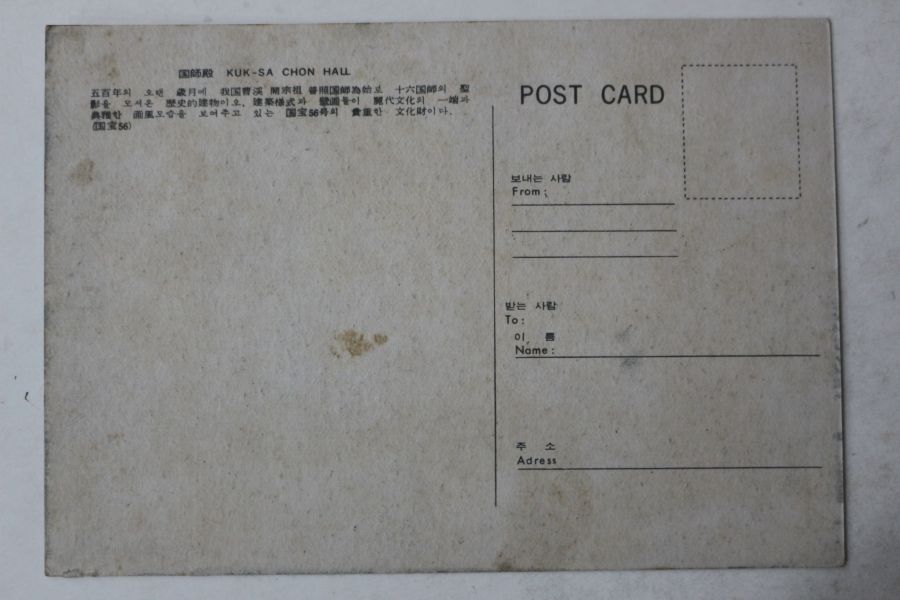 国師殿 KUK-SA CHON HALL
五百年의 오랜 歲月에 我国曹溪 開宗祖 普照国師為始로 十六国師의 聖
影을 모셔온 歷史的建物이오. 建築樣式과 壁画들이 麗代文化의 一端과
典雅한 画風모습을 보여주고 있는 国宝56号의 貴重한 文化財이다.
(国宝56)
POST CARD
보내는 사람
From :
받는 사람
To :
이 름
Name :
주 소
Adress